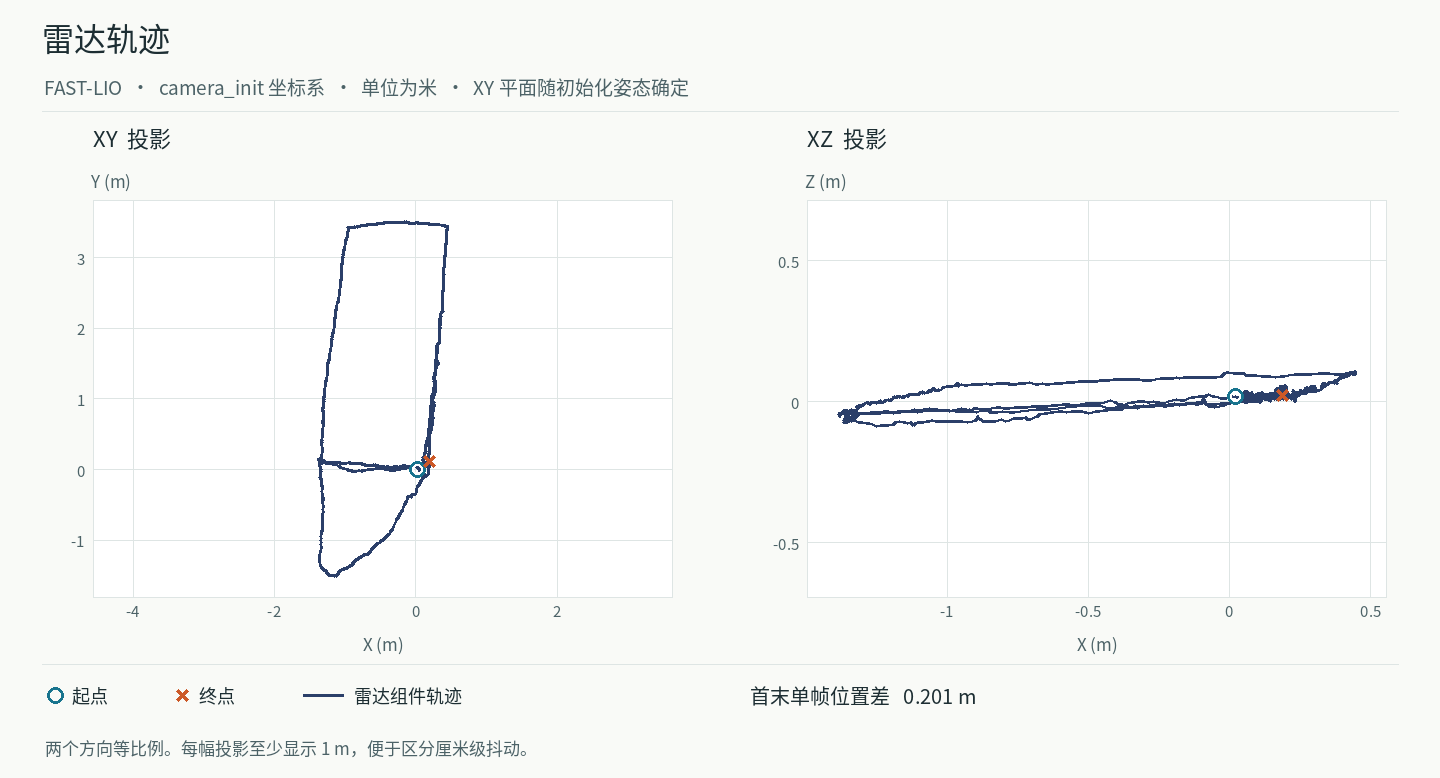 雷达轨迹
FAST-LIO · camera_init 坐标系 · 单位为米 · XY 平面随初始化姿态确定
XY 投影
Y (m)
3
2
1
0
-1
-4
-2
0
2
X (m)
XZ 投影
Z (m)
0.5
0
-0.5
-1
-0.5
0
0.5
X (m)
起点
终点
雷达组件轨迹
首末单帧位置差 0.201 m
两个方向等比例。每幅投影至少显示 1 m，便于区分厘米级抖动。